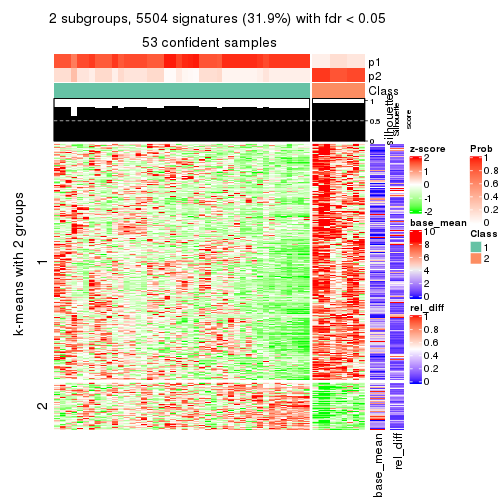 2 subgroups, 5504 signatures (31.9%) with fdr < 0.05
53 confident samples
p1
p2
Class
1
0.5
0
silhouette
Silhouette
score
k-means with 2 groups
1
2
base_mean
rel_diff
z-score
2
1
0
-1
-2
base_mean
10
8
6
4
2
0
rel_diff
1
0.8
0.6
0.4
0.2
0
Prob
1
0.8
0.6
0.4
0.2
0
Class
1
2